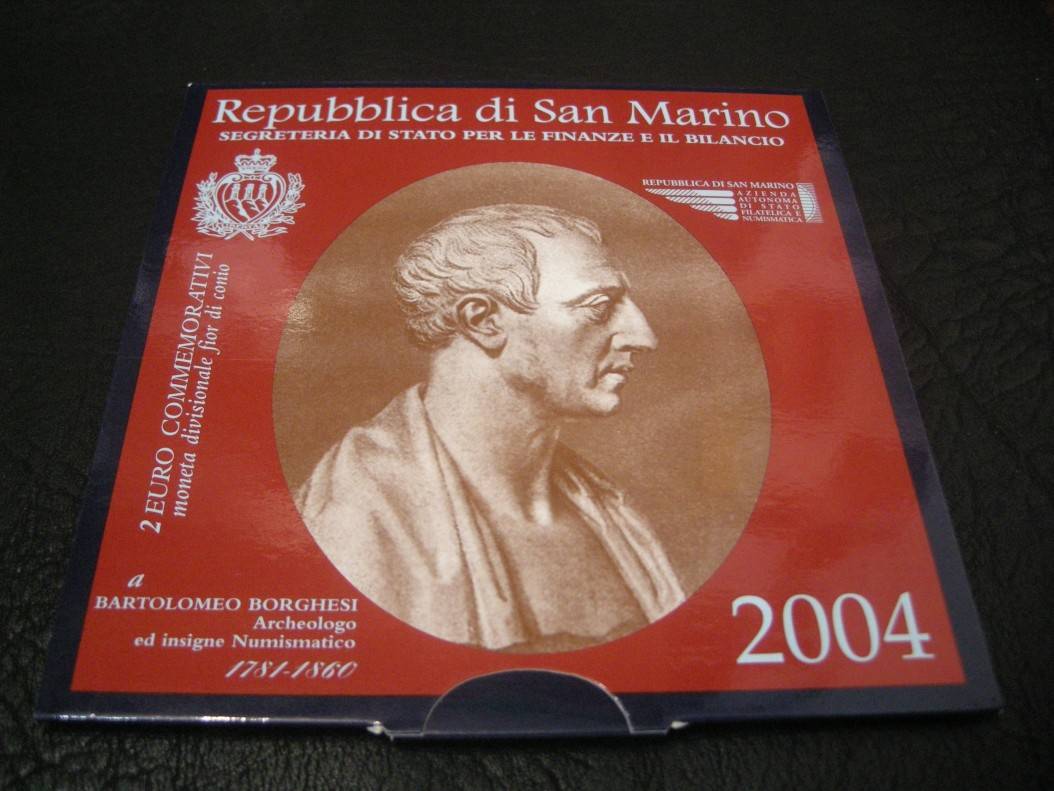 Repubblica di San Marino
SEGRETERIA DI STATO PER LE FINANZE E IL BILANCIO
REPUBBLICA DI SAN MARINO
AZIENDA
AUTONOMA
DI STATO
FILATELICA E
NUMISMATICA
2 EURO COMMEMORATIVI
moneta divisionale fior di conio
a
BARTOLOMEO BORGHESI
Archeologo
ed insigne Numismatico
1781-1860
2004